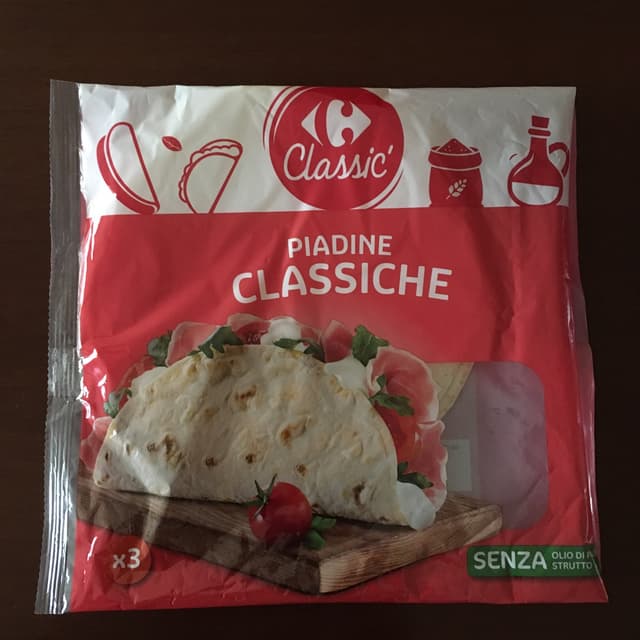 Classic'
PIADINE
CLASSICHE
x3
SENZA
OLIO DI
STRUTTO